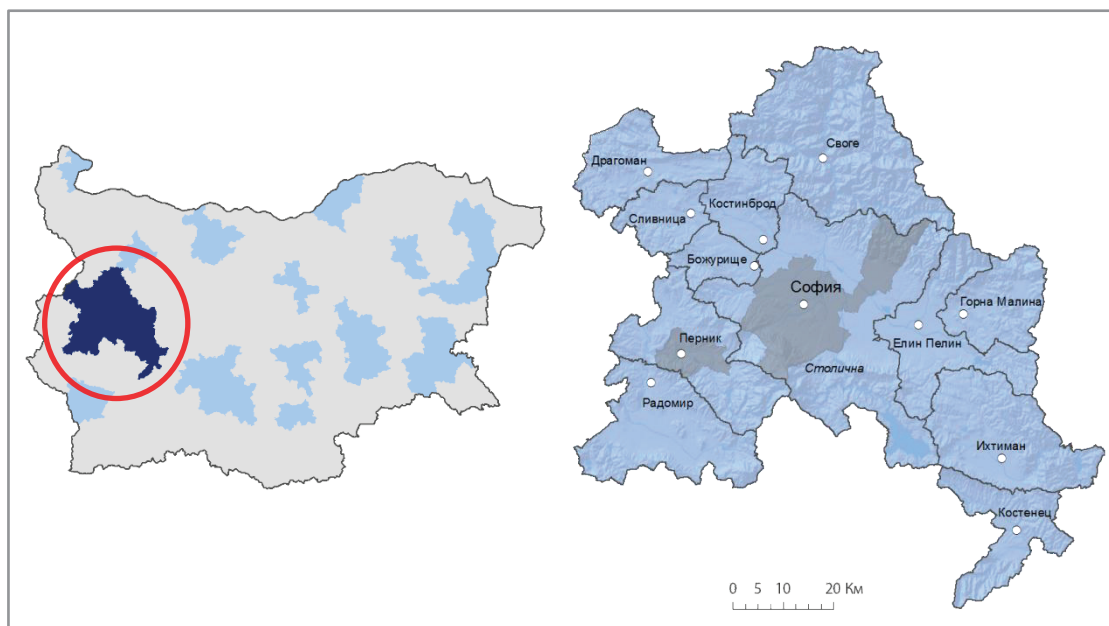 Своге
Драгоман
Костинброд
Сливница
Божурище
София
Горна Малина
Перник
Елин Пелин
Столична
Радомир
Ихтиман
Костенец
0 5 10 20 Км